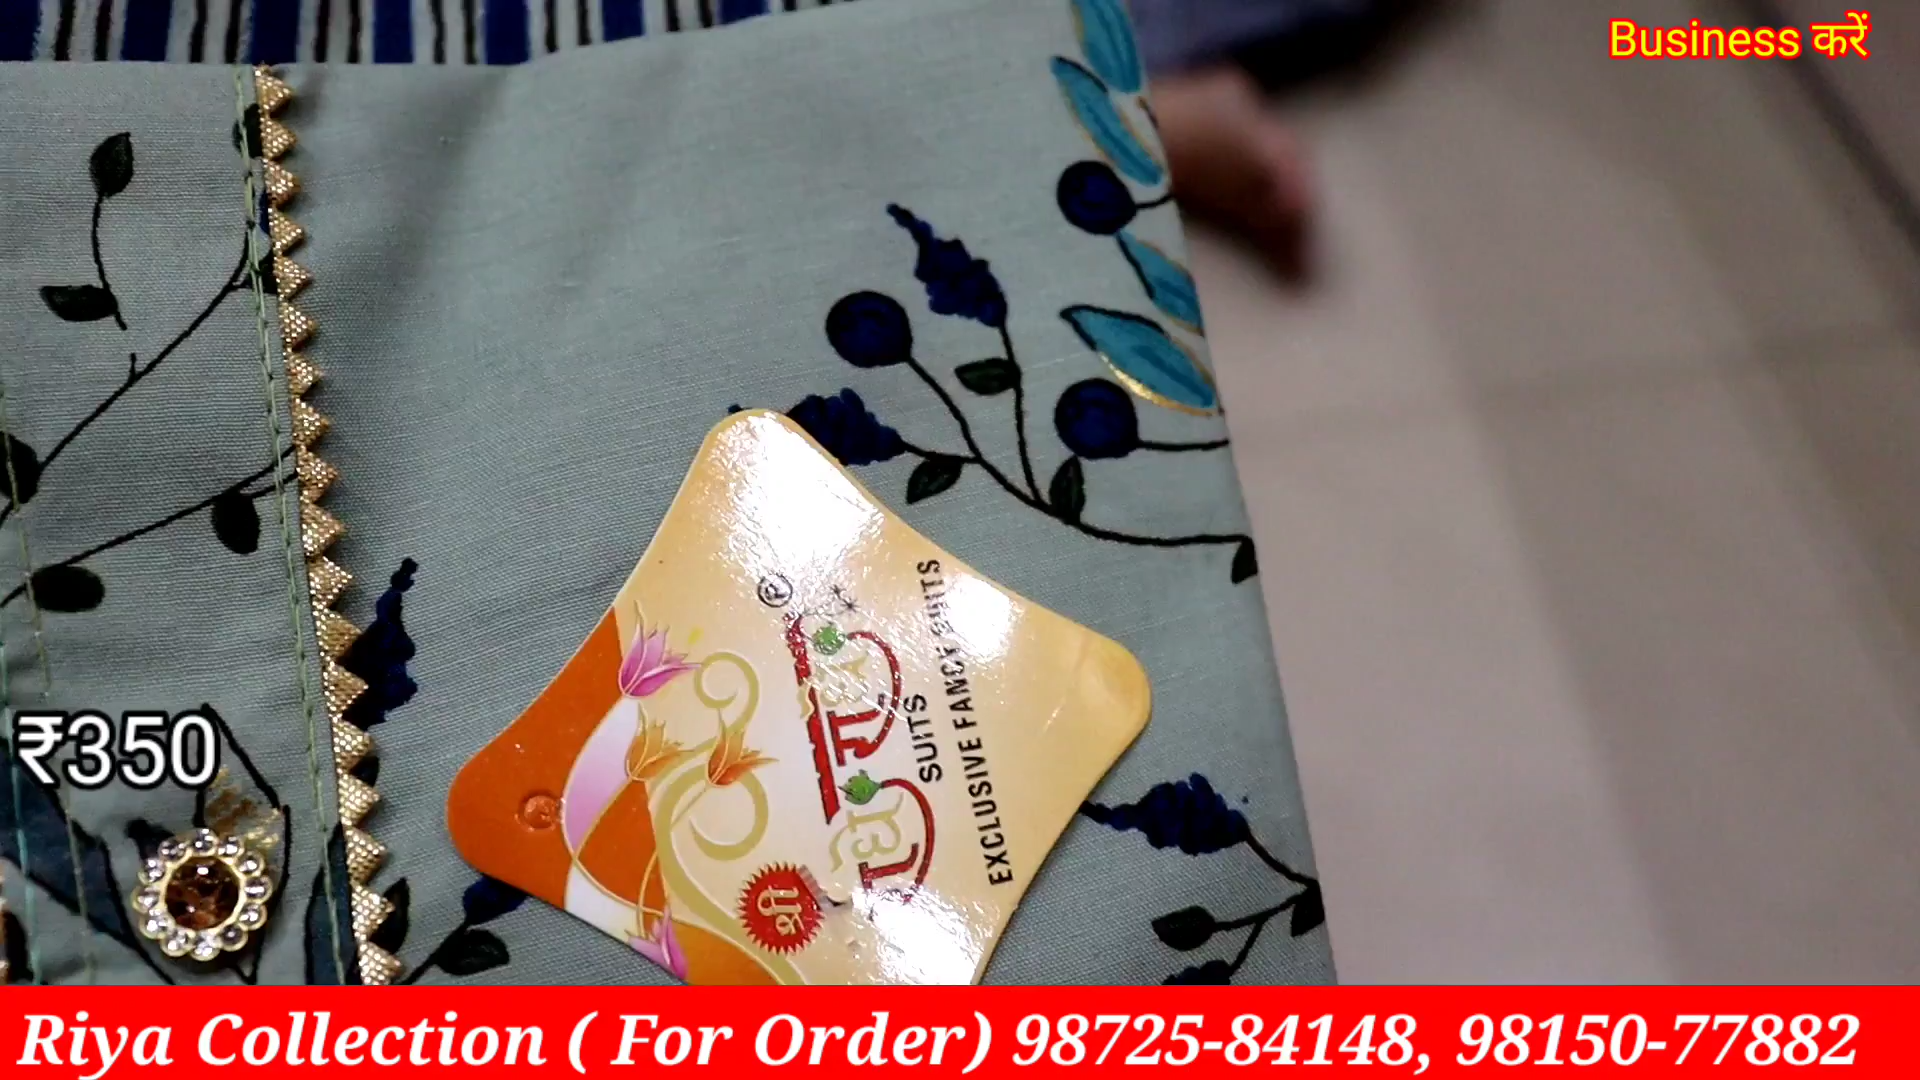 Business करें
₹350
®
SUITS
EXCLUSIVE FANCY SUITS
श्री
Riya Collection ( For Order) 98725-84148, 98150-77882